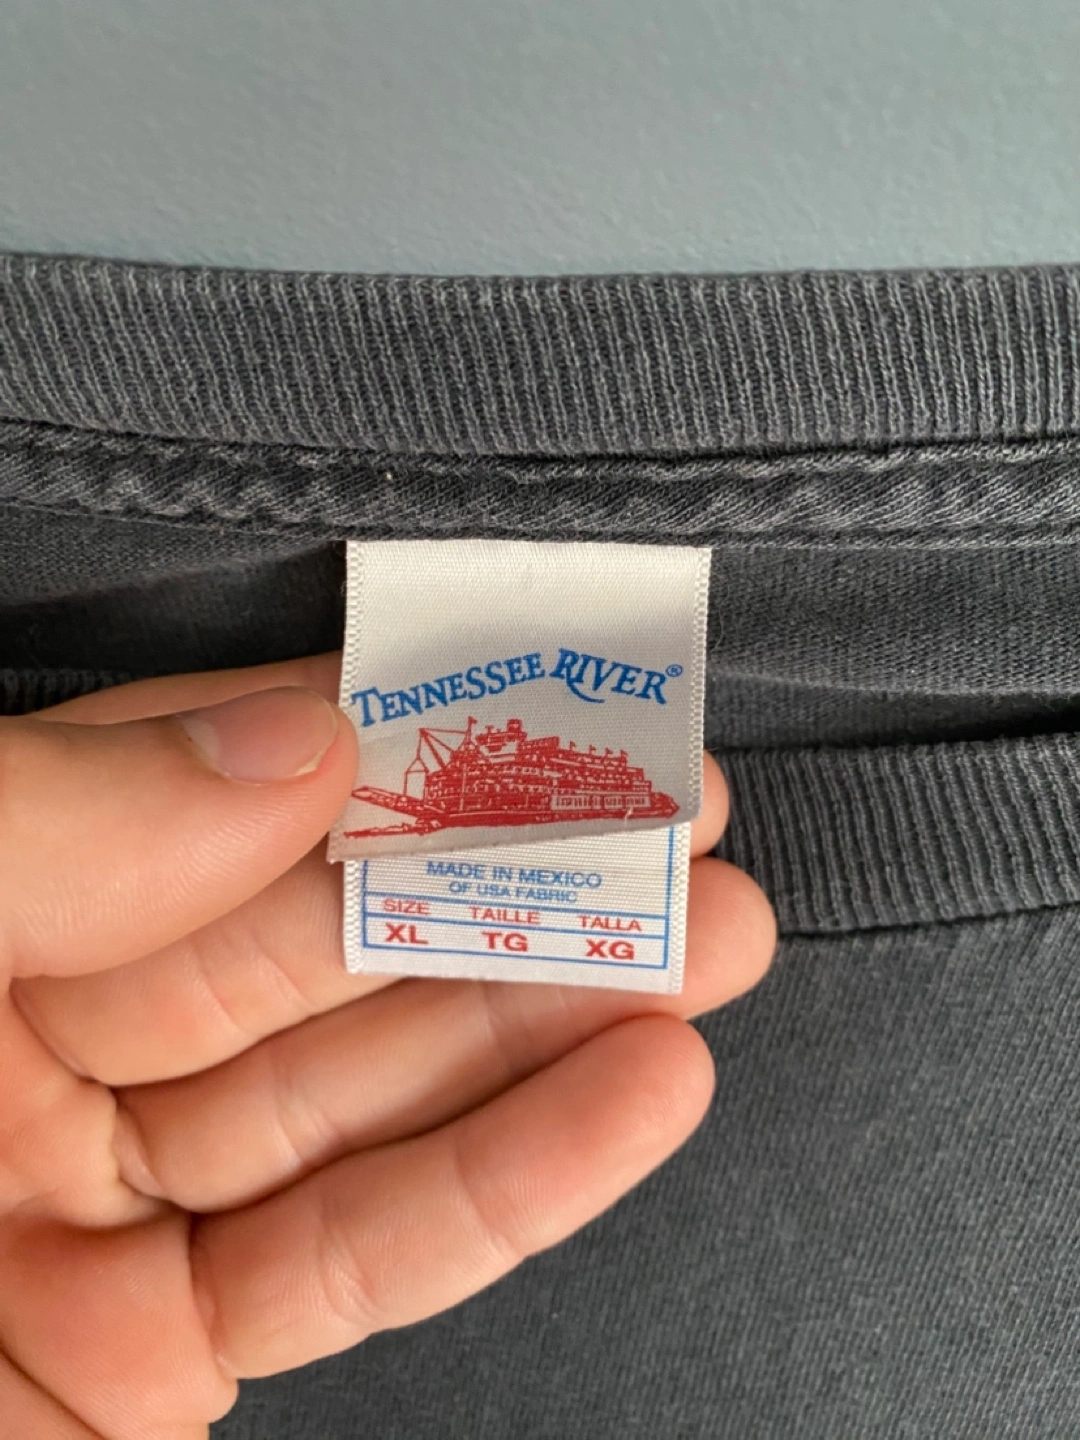 TENNESSEE RIVER®
MADE IN MEXICO
OF USA FABRIC
SIZE TAILLE TALLA
XL TG XG